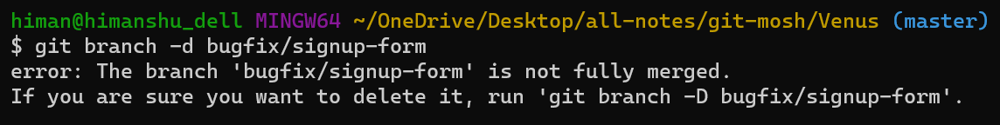 himan@himanshu_dell MINGW64 ~/OneDrive/Desktop/all-notes/git-mosh/Venus (master)
$ git branch -d bugfix/signup-form
error: The branch 'bugfix/signup-form' is not fully merged.
If you are sure you want to delete it, run 'git branch -D bugfix/signup-form'.